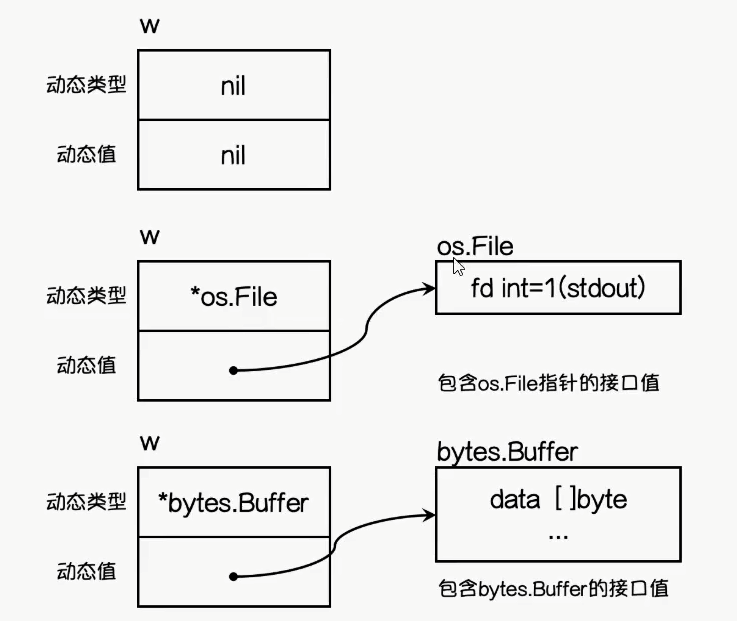 w
动态类型 nil
动态值 nil
w
os.File
动态类型 *os.File fd int=1(stdout)
动态值
包含os.File指针的接口值
w
bytes.Buffer
动态类型 *bytes.Buffer data [ ]byte
...
动态值
包含bytes.Buffer的接口值